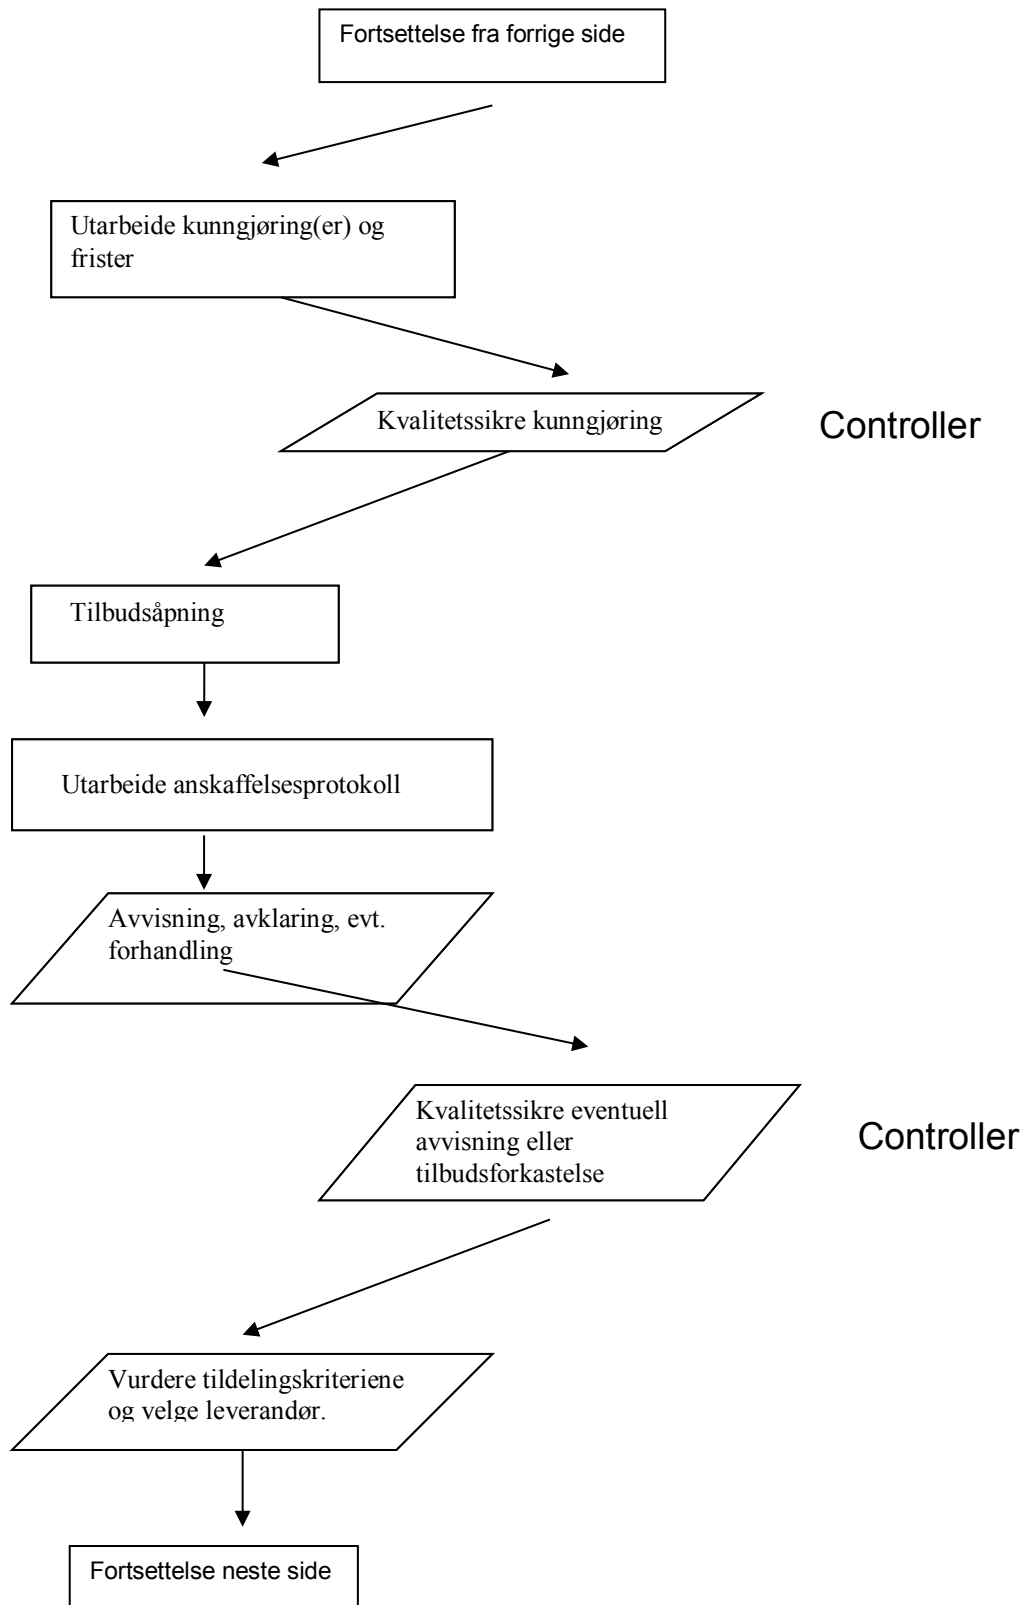 Fortsettelse fra forrige side
Utarbeide kunngjøring(er) og
frister
Kvalitetssikre kunngjøring
Controller
Tilbudsåpning
Utarbeide anskaffelsesprotokoll
Avvisning, avklaring, evt.
forhandling
Kvalitetssikre eventuell
avvisning eller
tilbudsforkastelse
Controller
Vurdere tildelingskriteriene
og velge leverandør.
Fortsettelse neste side